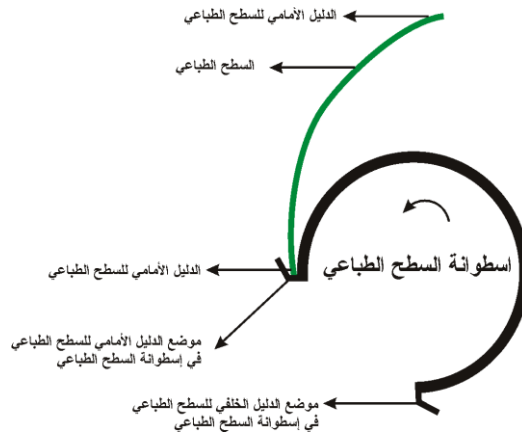 الدليل الأمامي للسطح الطباعي
السطح الطباعي
اسطوانة السطح الطباعي
الدليل الأمامي للسطح الطباعي
موضع الدليل الأمامي للسطح الطباعي
في إسطوانة السطح الطباعي
موضع الدليل الخلفي للسطح الطباعي
في إسطوانة السطح الطباعي